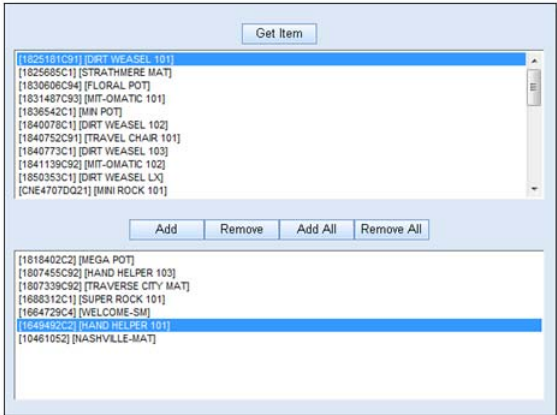 Get Item
[1825181C91] [DIRT WEASEL 101]
[1825685C1] [STRATHMERE MAT]
[1830606C94] [FLORAL POT]
[1831487C93] [MIT-OMATIC 101]
[1836542C1] [MIN POT]
[1840078C1] [DIRT WEASEL 102]
[1840752C91] [TRAVEL CHAIR 101]
[1840773C1] [DIRT WEASEL 103]
[1841139C92] [MIT-OMATIC 102]
[1850353C1] [DIRT WEASEL LX]
[CNE4707DQ21] [MINI ROCK 101]
Add Remove Add All Remove All
[1818402C2] [MEGA POT]
[1807455C92] [HAND HELPER 103]
[1807339C92] [TRAVERSE CITY MAT]
[1688312C1] [SUPER ROCK 101]
[1664729C4] [WELCOME-SM]
[1649492C2] [HAND HELPER 101]
[10461052] [NASHVILLE-MAT]